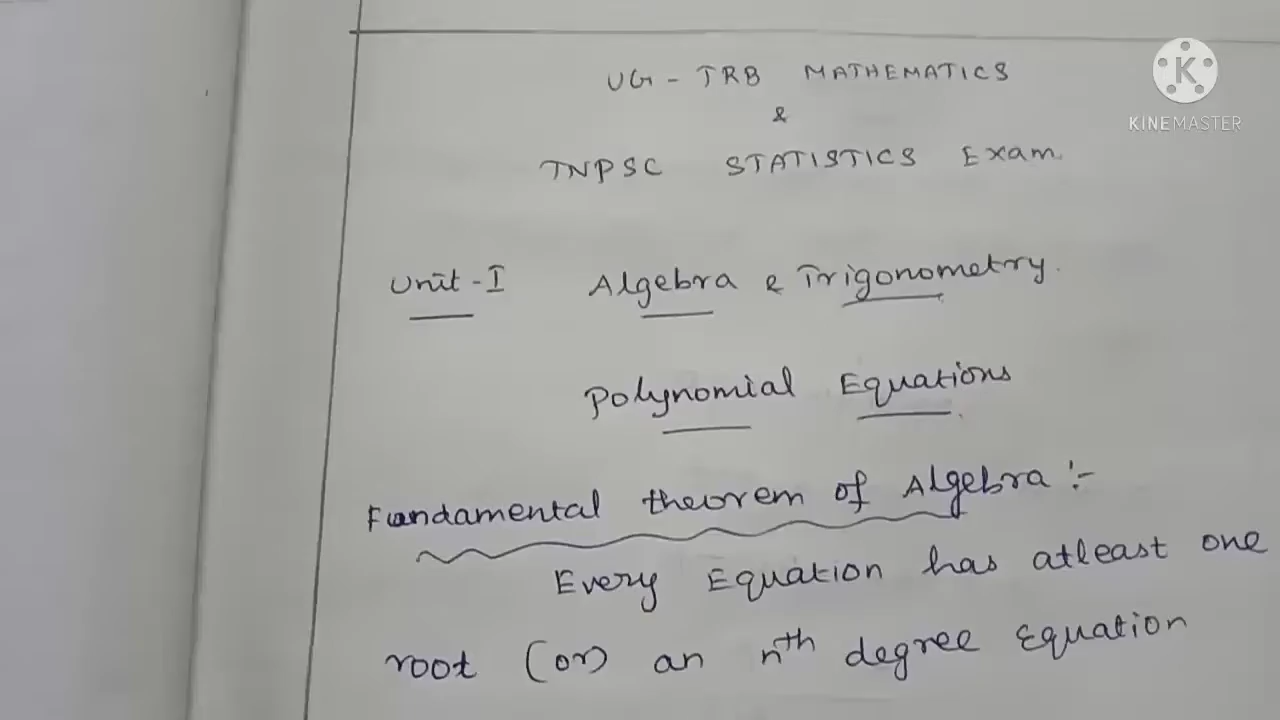 UG - TRB MATHEMATICS
&
TNPSC STATISTICS Exam.
Unit - I Algebra & Trigonometry.
Polynomial Equations.
Fundamental theorem of Algebra :-
Every Equation has atleast one
root (or) an nth degree Equation
K
KINEMASTER